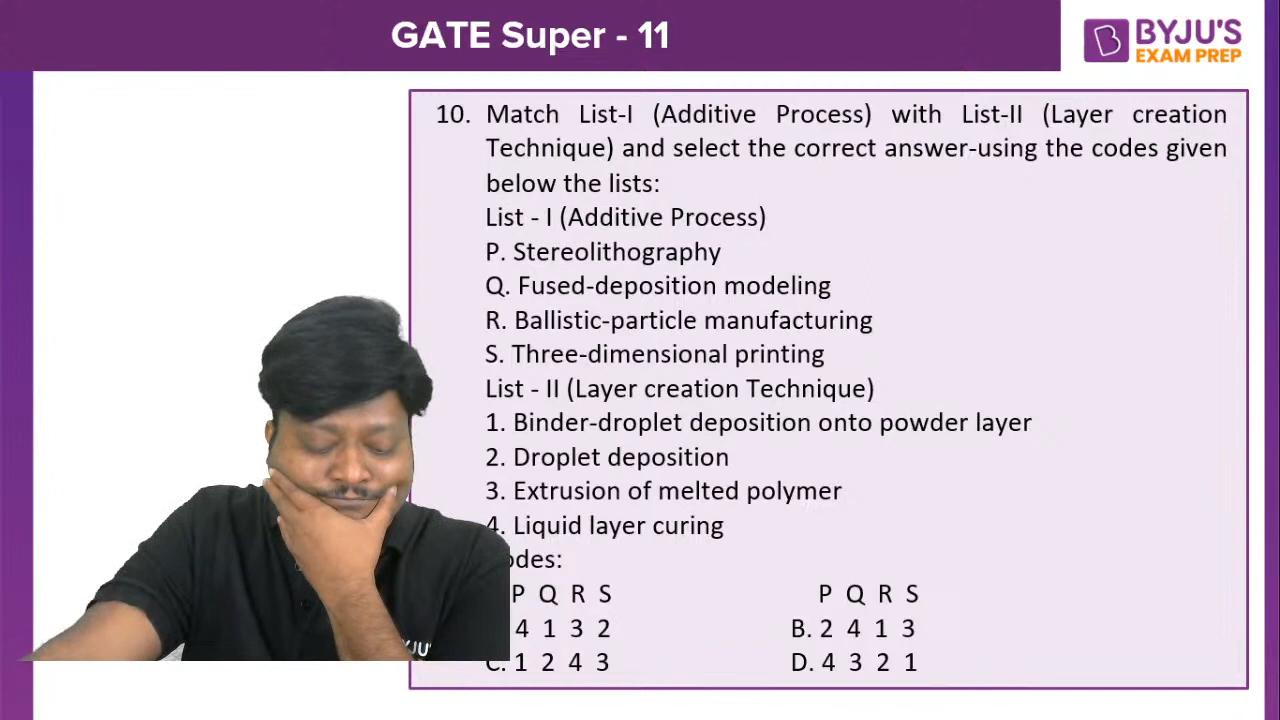 GATE Super - 11
BYJU'S
EXAM PREP
10. Match List-I (Additive Process) with List-II (Layer creation
Technique) and select the correct answer-using the codes given
below the lists:
List - I (Additive Process)
P. Stereolithography
Q. Fused-deposition modeling
R. Ballistic-particle manufacturing
S. Three-dimensional printing
List - II (Layer creation Technique)
1. Binder-droplet deposition onto powder layer
2. Droplet deposition
3. Extrusion of melted polymer
4. Liquid layer curing
odes:
P Q R S P Q R S
4 1 3 2 B. 2 4 1 3
C. 1 2 4 3 D. 4 3 2 1